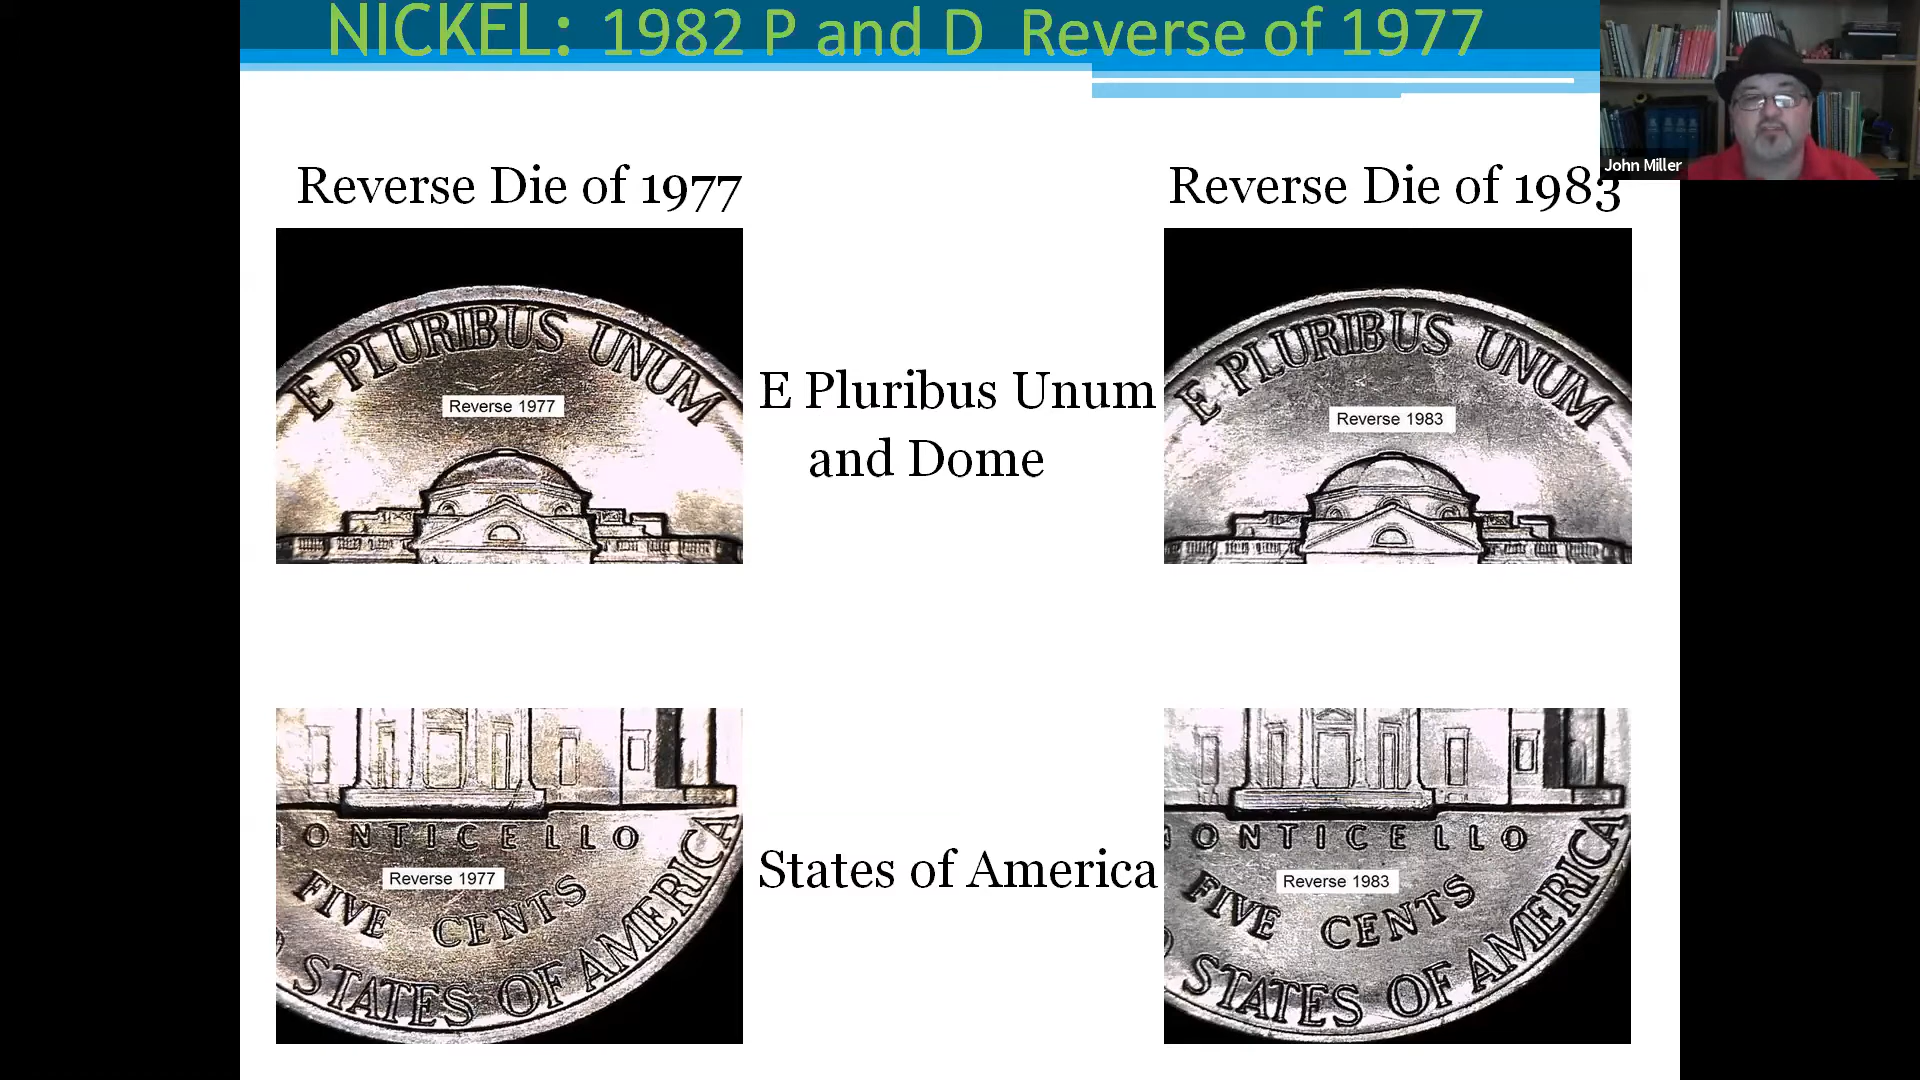 NICKEL: 1982 P and D Reverse of 1977
John Miller
Reverse Die of 1977
Reverse Die of 1983
E PLURIBUS UNUM
Reverse 1977
E Pluribus Unum
and Dome
E PLURIBUS UNUM
Reverse 1983
ONTICELLO
Reverse 1977
FIVE CENTS
STATES OF AMERICA
States of America
ONTICELLO
Reverse 1983
FIVE CENTS
STATES OF AMERICA